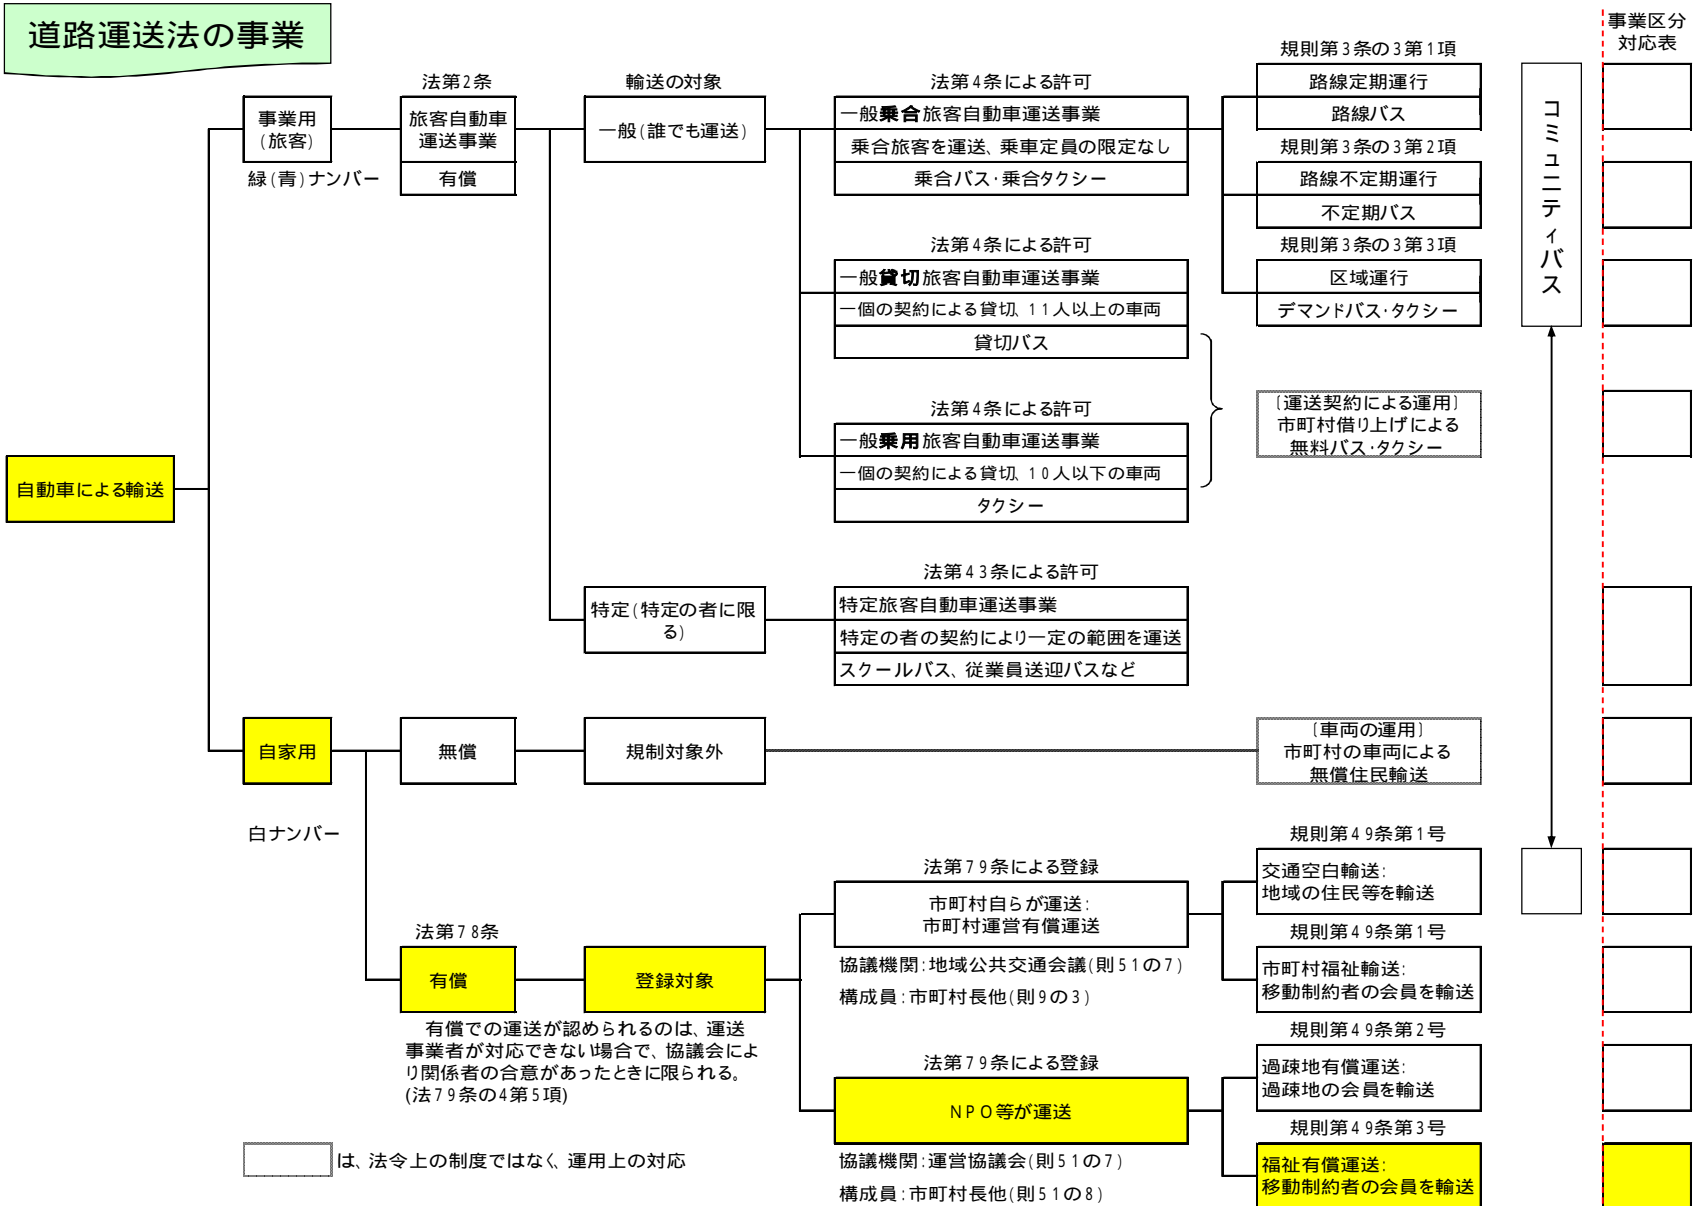 道路運送法の事業
事業区分
対応表
自動車による輸送
事業用
(旅客)
緑(青)ナンバー
法第2条
旅客自動車
運送事業
有償
輸送の対象
一般(誰でも運送)
法第4条による許可
一般乗合旅客自動車運送事業
乗合旅客を運送、乗車定員の限定なし
乗合バス・乗合タクシー
規則第3条の3第1項
路線定期運行
路線バス
規則第3条の3第2項
路線不定期運行
不定期バス
規則第3条の3第3項
区域運行
デマンドバス・タクシー
コミュニティバス
法第4条による許可
一般貸切旅客自動車運送事業
一個の契約による貸切、11人以上の車両
貸切バス
法第4条による許可
一般乗用旅客自動車運送事業
一個の契約による貸切、10人以下の車両
タクシー
〔運送契約による運用〕
市町村借り上げによる
無料バス・タクシー
特定(特定の者に限
る)
法第43条による許可
特定旅客自動車運送事業
特定の者の契約により一定の範囲を運送
スクールバス、従業員送迎バスなど
自家用
白ナンバー
無償
規制対象外
〔車両の運用〕
市町村の車両による
無償住民輸送
法第78条
有償
登録対象
有償での運送が認められるのは、運送
事業者が対応できない場合で、協議会によ
り関係者の合意があったときに限られる。
(法79条の4第5項)
法第79条による登録
市町村自らが運送:
市町村運営有償運送
協議機関:地域公共交通会議(則51の7)
構成員:市町村長他(則9の3)
規則第49条第1号
交通空白輸送:
地域の住民等を輸送
規則第49条第1号
市町村福祉輸送:
移動制約者の会員を輸送
法第79条による登録
NPO等が運送
協議機関:運営協議会(則51の7)
構成員:市町村長他(則51の8)
規則第49条第2号
過疎地有償運送:
過疎地の会員を輸送
規則第49条第3号
福祉有償運送:
移動制約者の会員を輸送
は、法令上の制度ではなく、運用上の対応